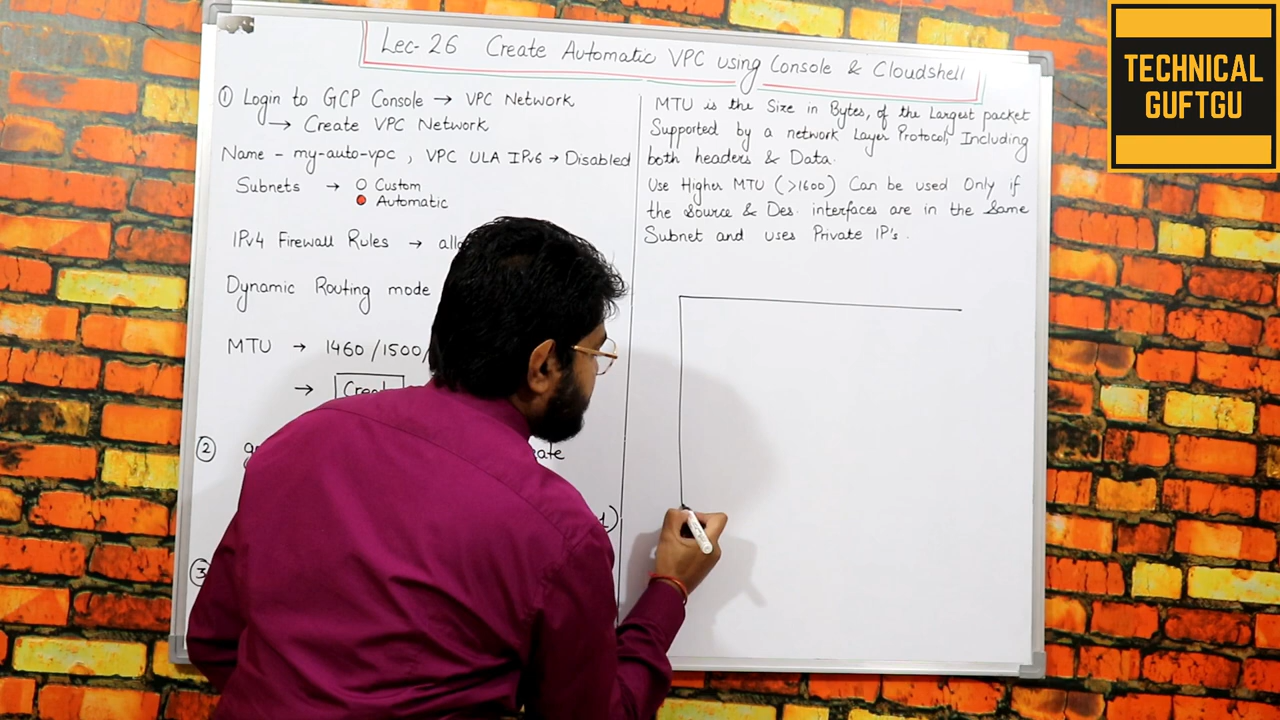 Lec-26 Create Automatic VPC using Console & Cloudshell
① Login to GCP Console → VPC Network
→ Create VPC Network
Name - my-auto-vpc , VPC ULA IPv6 → Disabled
Subnets → ○ Custom
● Automatic
IPv4 Firewall Rules →
Dynamic Routing mode
MTU → 1460/1500/
→
②
③
MTU is the Size in Bytes, of the Largest packet
Supported by a network Layer Protocol, Including
both headers & Data.
Use Higher MTU (>1600) Can be used Only if
the Source & Des. interfaces are in the Same
Subnet and uses Private IP's.
TECHNICAL
GUFTGU